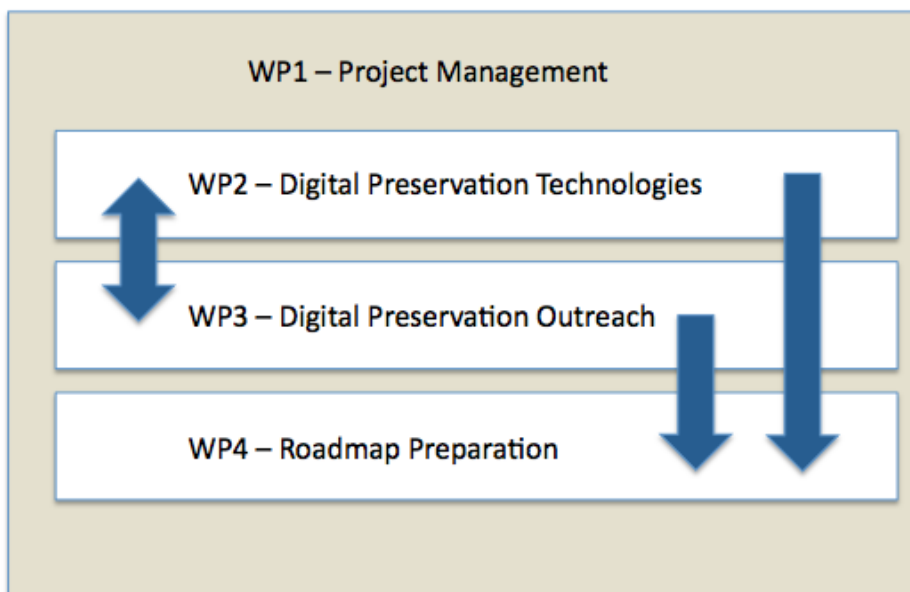 WP1 – Project Management
WP2 – Digital Preservation Technologies
WP3 – Digital Preservation Outreach
WP4 – Roadmap Preparation